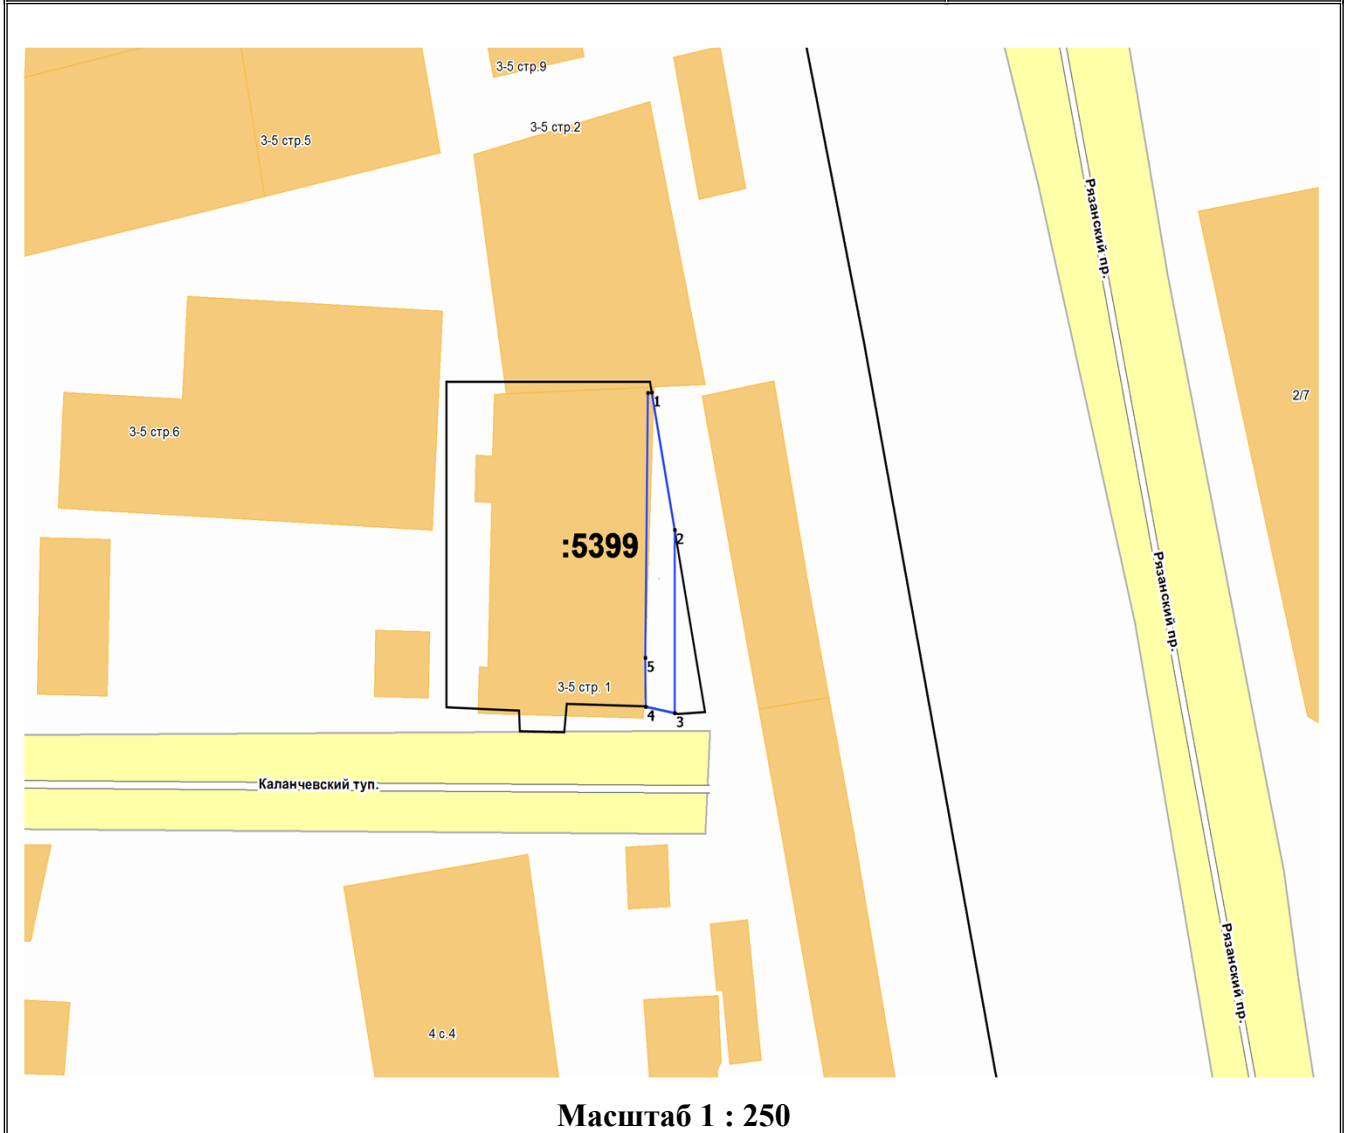 3-5 стр.9
3-5 стр.2
3-5 стр.5
Рязанский пр.
2/7
1
3-5 стр.6
2
:5399
Рязанский пр.
5
3-5 стр. 1
4
3
Каланчевский туп.
Рязанский пр.
4 с.4
Масштаб 1 : 250